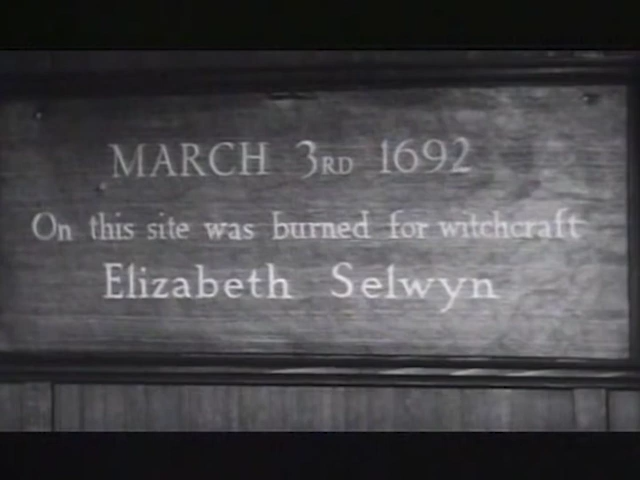 MARCH 3RD 1692
On this site was burned for witchcraft
Elizabeth Selwyn